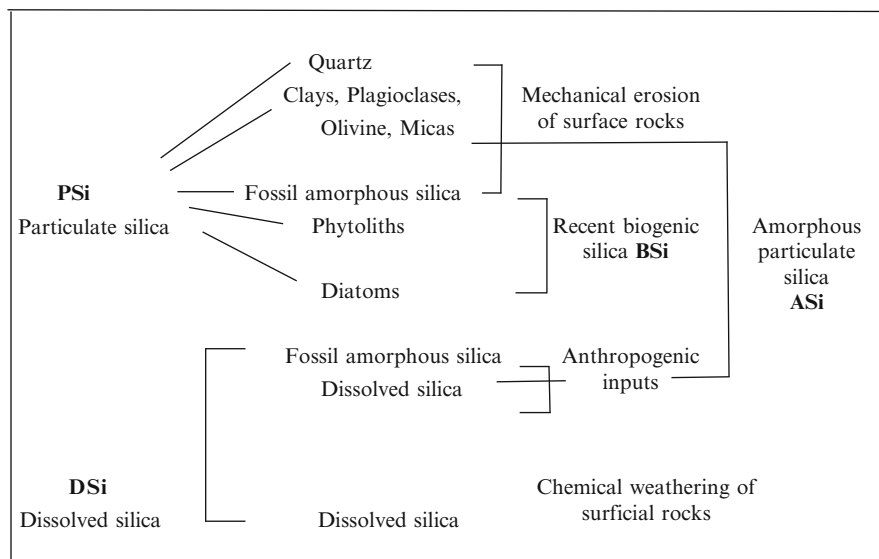 Quartz
Clays, Plagioclases,
Olivine, Micas
Mechanical erosion
of surface rocks
PSi
Particulate silica
Fossil amorphous silica
Phytoliths
Diatoms
Recent biogenic
silica BSi
Amorphous
particulate
silica
ASi
Fossil amorphous silica
Dissolved silica
Anthropogenic
inputs
DSi
Dissolved silica
Dissolved silica
Chemical weathering of
surficial rocks